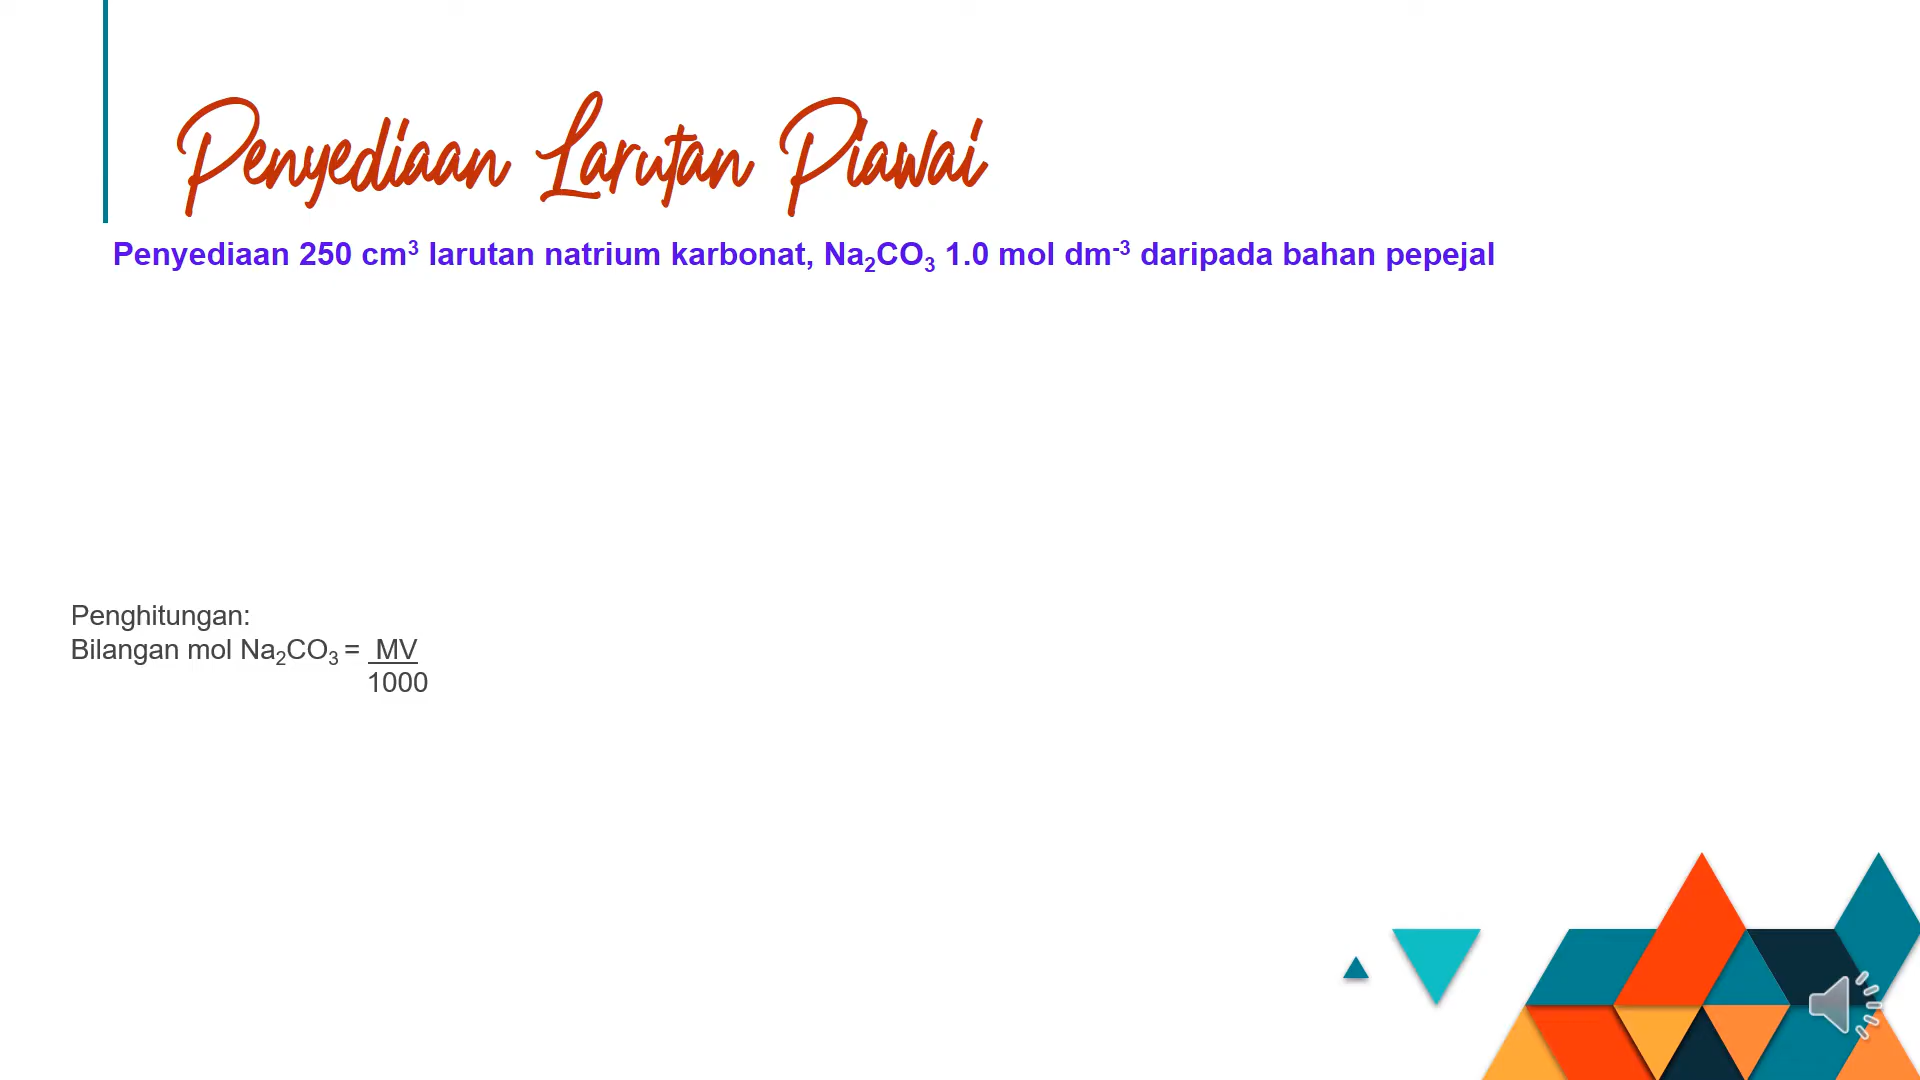 Penyediaan Larutan Piawai
Penyediaan 250 cm³ larutan natrium karbonat, Na₂CO₃ 1.0 mol dm⁻³ daripada bahan pepejal
Penghitungan:
Bilangan mol Na₂CO₃ = MV
1000